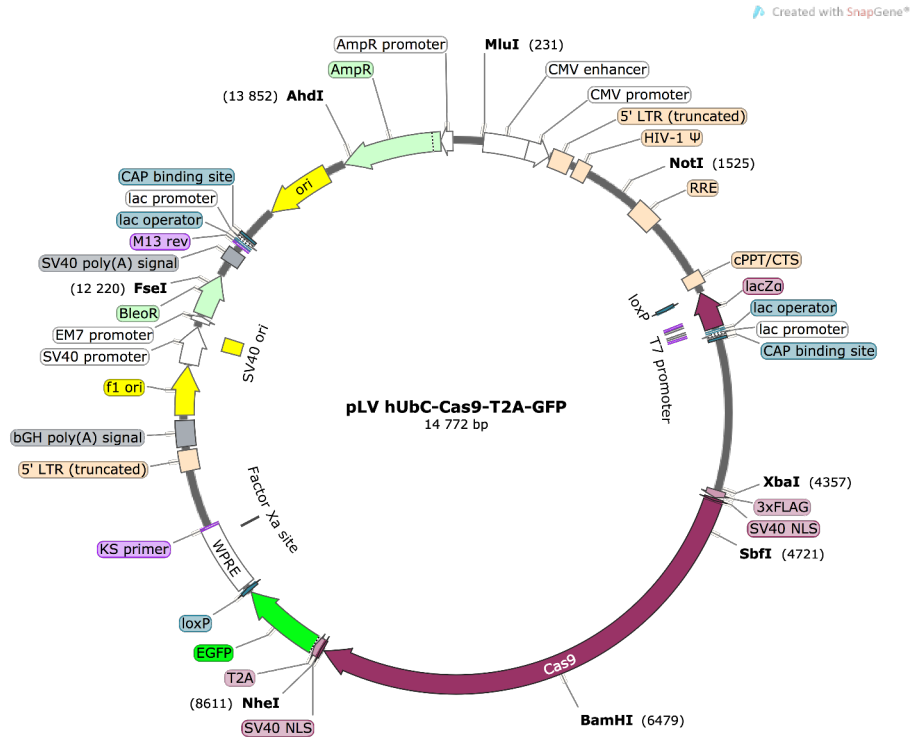 Created with SnapGene®
AmpR promoter
MluI (231)
AmpR
CMV enhancer
(13 852) AhdI
CMV promoter
5' LTR (truncated)
HIV-1 Ψ
NotI (1525)
CAP binding site
ori
RRE
lac promoter
lac operator
M13 rev
SV40 poly(A) signal
cPPT/CTS
(12 220) FseI
lacZα
BleoR
loxP
lac operator
EM7 promoter
lac promoter
SV40 promoter
SV40 ori
T7 promoter
CAP binding site
f1 ori
pLV hUbC-Cas9-T2A-GFP
14 772 bp
bGH poly(A) signal
5' LTR (truncated)
XbaI (4357)
Factor Xa site
3xFLAG
SV40 NLS
KS primer
SbfI (4721)
WPRE
loxP
EGFP
Cas9
T2A
(8611) NheI
BamHI (6479)
SV40 NLS